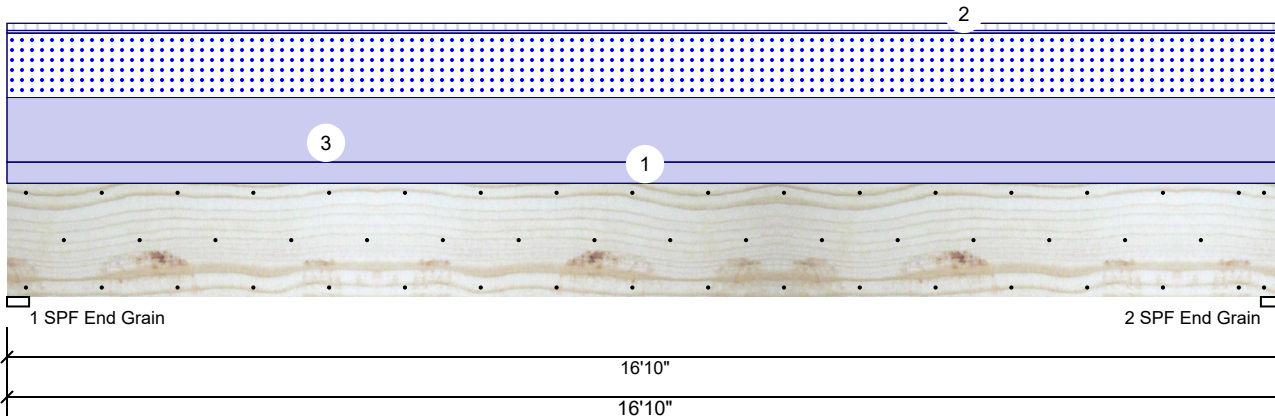 2
3
1
1 SPF End Grain
2 SPF End Grain
16'10"
16'10"